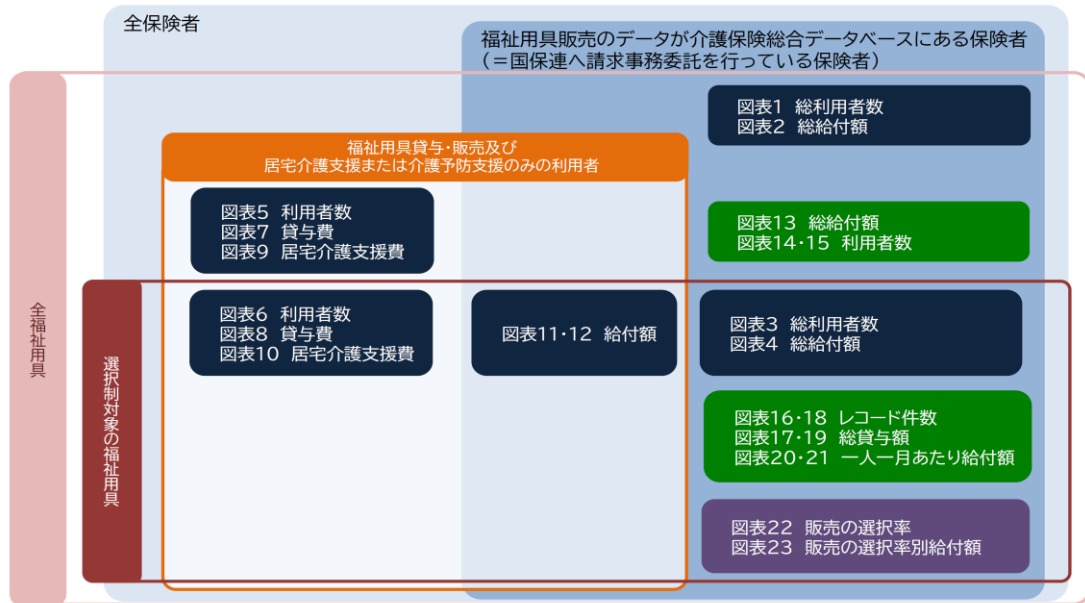 全保険者
福祉用具販売のデータが介護保険総合データベースにある保険者
（＝国保連へ請求事務委託を行っている保険者）
図表1 総利用者数
図表2 総給付額
福祉用具貸与・販売及び
居宅介護支援または介護予防支援のみの利用者
図表5 利用者数
図表7 貸与費
図表9 居宅介護支援費
図表13 総給付額
図表14・15 利用者数
全福祉用具
選択制対象の福祉用具
図表6 利用者数
図表8 貸与費
図表10 居宅介護支援費
図表11・12 給付額
図表3 総利用者数
図表4 総給付額
図表16・18 レコード件数
図表17・19 総貸与額
図表20・21 一人一月あたり給付額
図表22 販売の選択率
図表23 販売の選択率別給付額